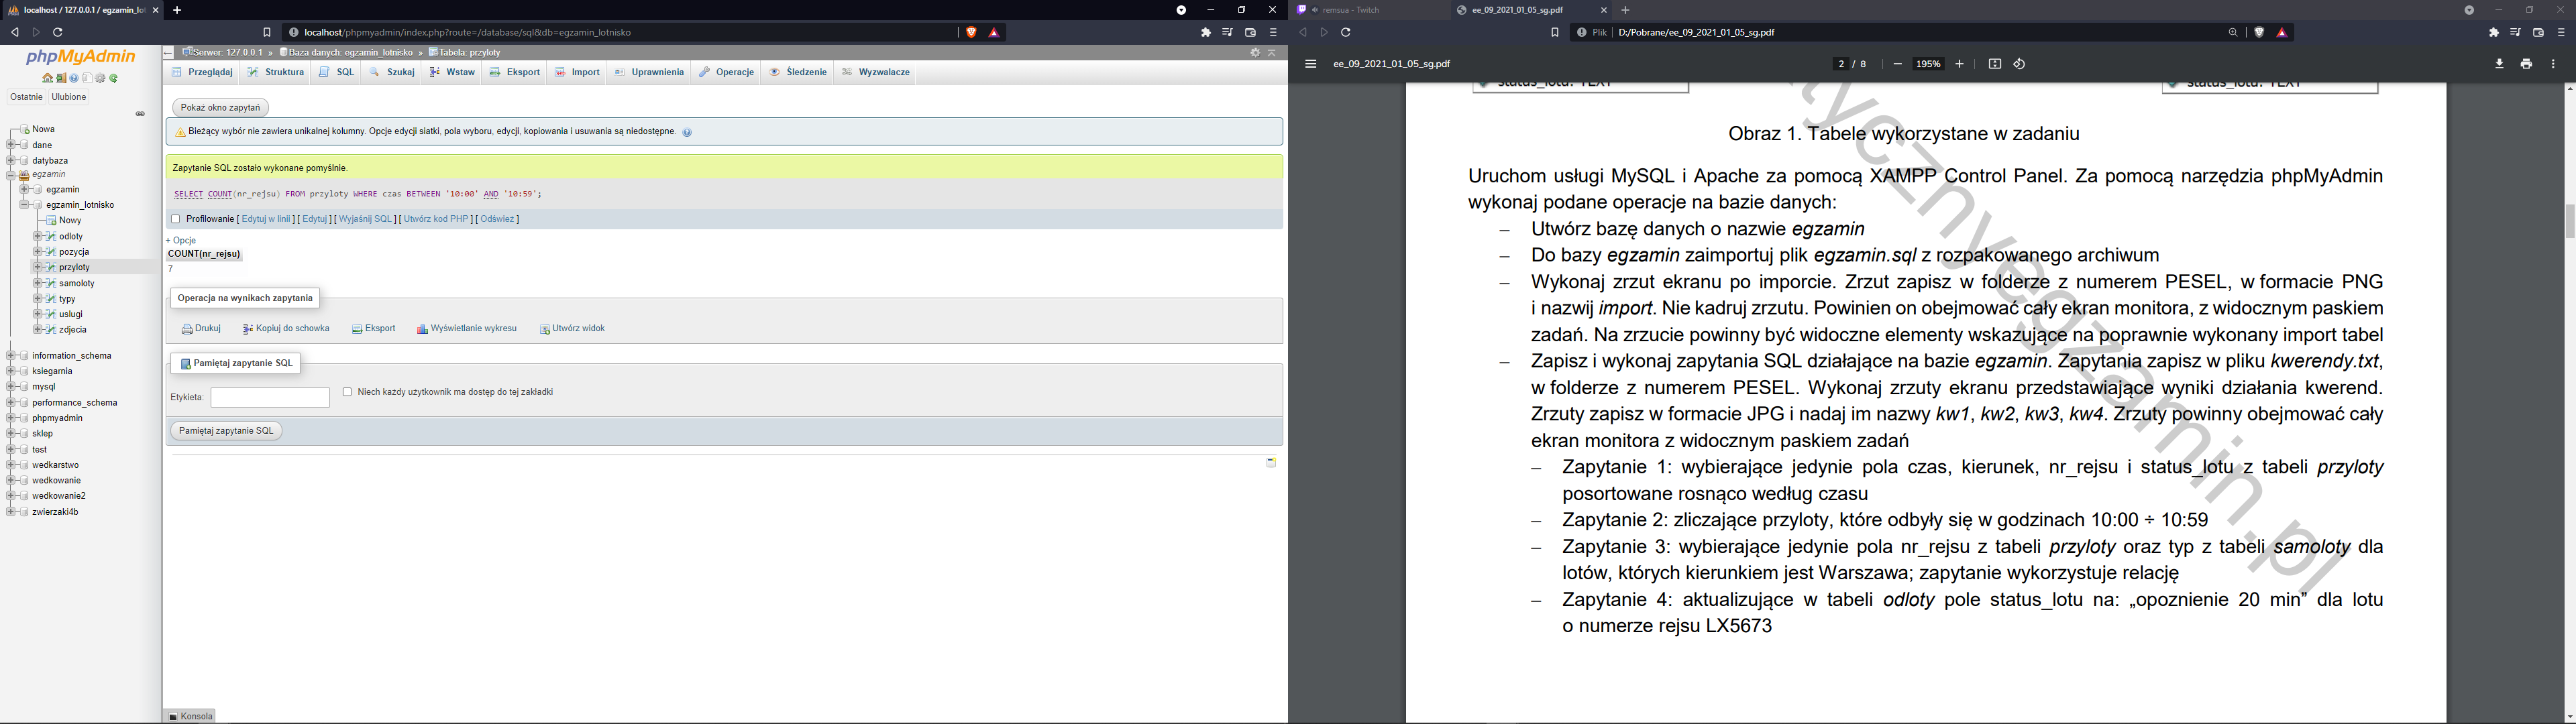 localhost / 127.0.0.1 / egzamin_lot
localhost/phpmyadmin/index.php?route=/database/sql&db=egzamin_lotnisko
phpMyAdmin
Ostatnie Ulubione
Nowa
dane
datybaza
egzamin
egzamin
egzamin_lotnisko
Nowy
odloty
pozycja
przyloty
samoloty
typy
uslugi
zdjecia
information_schema
ksiegarnia
mysql
performance_schema
phpmyadmin
sklep
test
wedkarstwo
wedkowanie
wedkowanie2
zwierzaki4b
Serwer: 127.0.0.1 » Baza danych: egzamin_lotnisko » Tabela: przyloty
Przeglądaj Struktura SQL Szukaj Wstaw Eksport Import Uprawnienia Operacje Śledzenie Wyzwalacze
Pokaż okno zapytań
Bieżący wybór nie zawiera unikalnej kolumny. Opcje edycji siatki, pola wyboru, edycji, kopiowania i usuwania są niedostępne.
Zapytanie SQL zostało wykonane pomyślnie.
SELECT COUNT(nr_rejsu) FROM przyloty WHERE czas BETWEEN '10:00' AND '10:59';
Profilowanie [ Edytuj w linii ] [ Edytuj ] [ Wyjaśnij SQL ] [ Utwórz kod PHP ] [ Odśwież ]
+ Opcje
COUNT(nr_rejsu)
7
Operacja na wynikach zapytania
Drukuj Kopiuj do schowka Eksport Wyświetlanie wykresu Utwórz widok
Pamiętaj zapytanie SQL
Etykieta: Niech każdy użytkownik ma dostęp do tej zakładki
Pamiętaj zapytanie SQL
Konsola
remsua - Twitch
ee_09_2021_01_05_sg.pdf
Plik D:/Pobrane/ee_09_2021_01_05_sg.pdf
ee_09_2021_01_05_sg.pdf
2 / 8 195%
status_lotu: TEXT status_lotu: TEXT
Obraz 1. Tabele wykorzystane w zadaniu
Uruchom usługi MySQL i Apache za pomocą XAMPP Control Panel. Za pomocą narzędzia phpMyAdmin
wykonaj podane operacje na bazie danych:
– Utwórz bazę danych o nazwie egzamin
– Do bazy egzamin zaimportuj plik egzamin.sql z rozpakowanego archiwum
– Wykonaj zrzut ekranu po imporcie. Zrzut zapisz w folderze z numerem PESEL, w formacie PNG
i nazwij import. Nie kadruj zrzutu. Powinien on obejmować cały ekran monitora, z widocznym paskiem
zadań. Na zrzucie powinny być widoczne elementy wskazujące na poprawnie wykonany import tabel
– Zapisz i wykonaj zapytania SQL działające na bazie egzamin. Zapytania zapisz w pliku kwerendy.txt,
w folderze z numerem PESEL. Wykonaj zrzuty ekranu przedstawiające wyniki działania kwerend.
Zrzuty zapisz w formacie JPG i nadaj im nazwy kw1, kw2, kw3, kw4. Zrzuty powinny obejmować cały
ekran monitora z widocznym paskiem zadań
– Zapytanie 1: wybierające jedynie pola czas, kierunek, nr_rejsu i status_lotu z tabeli przyloty
posortowane rosnąco według czasu
– Zapytanie 2: zliczające przyloty, które odbyły się w godzinach 10:00 ÷ 10:59
– Zapytanie 3: wybierające jedynie pola nr_rejsu z tabeli przyloty oraz typ z tabeli samoloty dla
lotów, których kierunkiem jest Warszawa; zapytanie wykorzystuje relację
– Zapytanie 4: aktualizujące w tabeli odloty pole status_lotu na: „opoznienie 20 min” dla lotu
o numerze rejsu LX5673